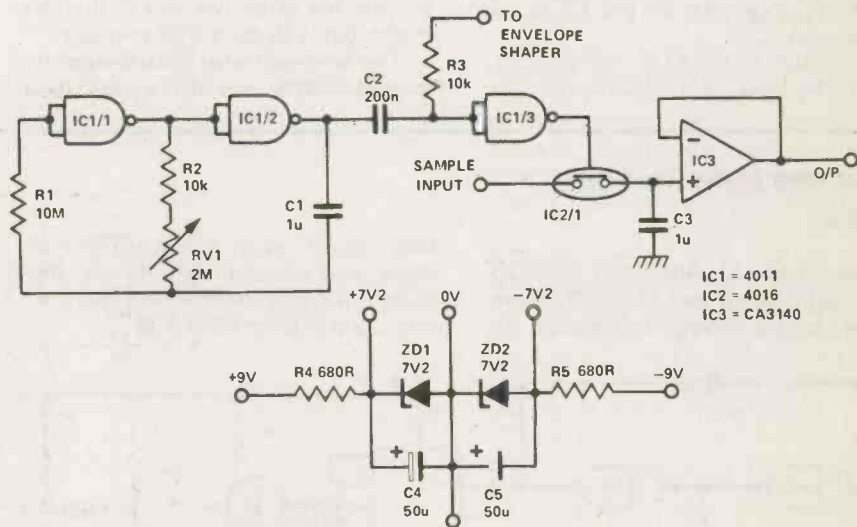 TO
ENVELOPE
SHAPER
C2
200n
R3
10k
IC1/1
IC1/2
IC1/3
R1
10M
R2
10k
RV1
2M
C1
1u
SAMPLE
INPUT
IC2/1
IC3
O/P
C3
1u
IC1 = 4011
IC2 = 4016
IC3 = CA3140
+7V2
0V
−7V2
+9V
R4 680R
ZD1
7V2
ZD2
7V2
R5 680R
−9V
C4
50u
C5
50u